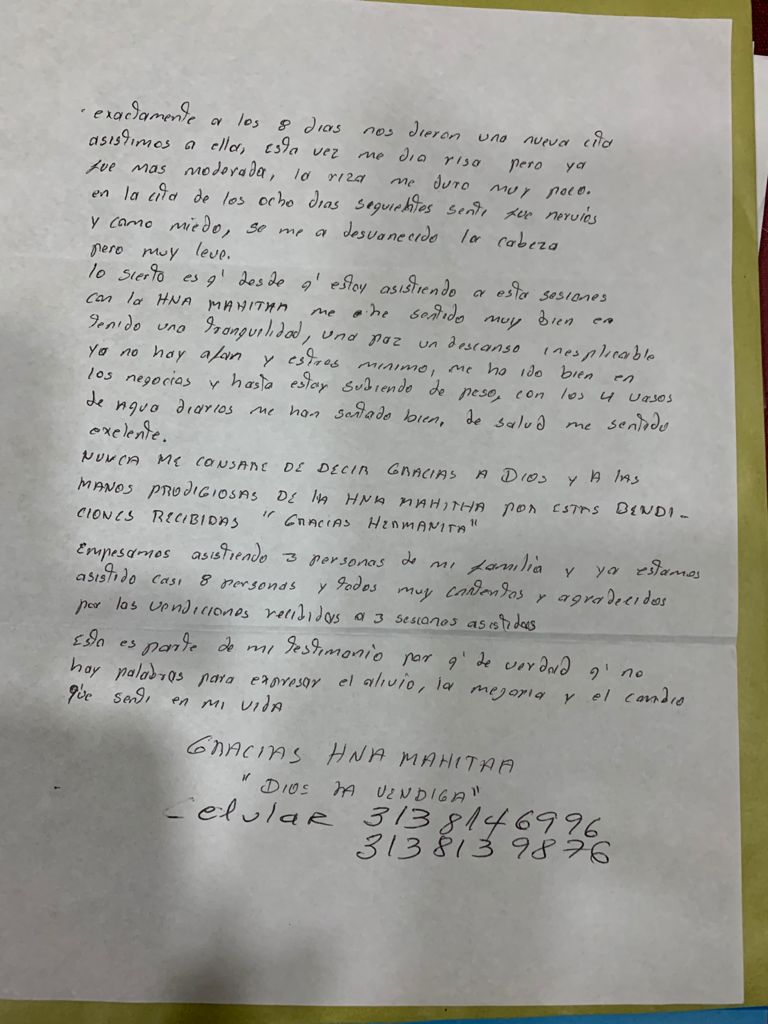 exactamente a los 8 dias nos dieron una nueva cita
asistimos a ella, Esta vez me dia risa pero ya
fue mas moderada, la riza me duro muy poco.
en la cita de los ocho dias seguientes senti fue nervios
y como miedo, se me a desvanecido la cabeza
pero muy leve.
lo sierto es q' desde q' estoy asistiendo a esta sesiones
con la HNA MAHITAA me he sentido muy bien en
tenido una tranquilidad, una paz un descanso inesplicable
ya no hay afan y estres minimo, me ha ido bien en
los negocios y hasta estoy subiendo de peso, con los 4 vasos
de Agua diarios me han sentado bien, de salud me sentido
exelente.
NUNCA ME CANSARE DE DECIR GRACIAS A DIOS Y A LAS
MANOS PRODIGIOSAS DE LA HNA MAHITHA POR ESTAS BENDI-
CIONES RECIBIDAS "GRACIAS HERMANITA"
Empesamos asistiendo 3 personas de mi familia y ya estamos
asistido casi 8 personas y todos muy contentos y agradecidos
por las vendiciones recibidas a 3 sesiones asistidas
Esta es parte de mi testimonio por q' de verdad q' no
hay palabras para expresar el alivio, la mejoria y el cambio
q'ue senti en mi VIDA
GRACIAS HNA MAHITAA
"DIOS LA VENDIGA"
Celular 3138146996
3138139876